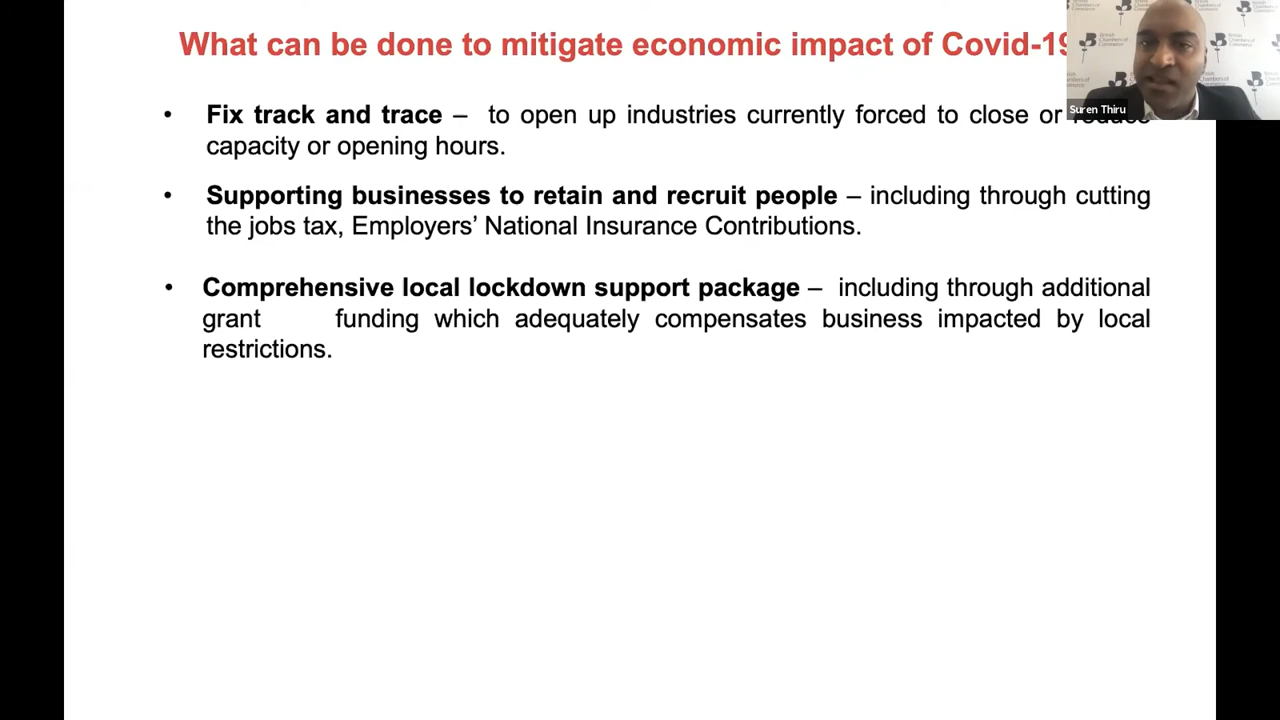 What can be done to mitigate economic impact of Covid-19
• Fix track and trace – to open up industries currently forced to close or reduce
capacity or opening hours.
• Supporting businesses to retain and recruit people – including through cutting
the jobs tax, Employers’ National Insurance Contributions.
• Comprehensive local lockdown support package – including through additional
grant funding which adequately compensates business impacted by local
restrictions.
Suren Thiru